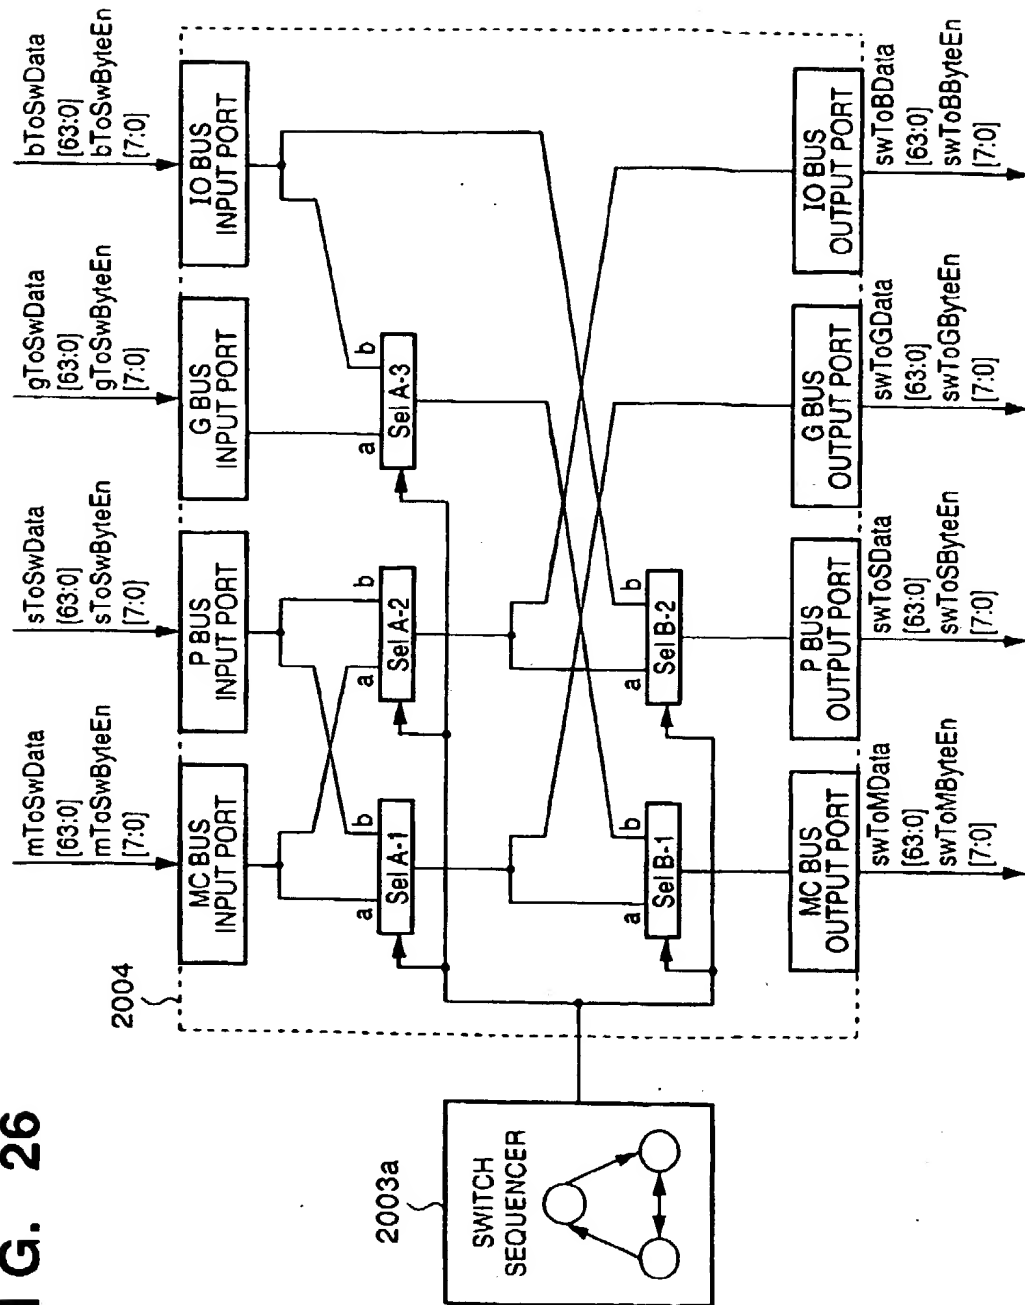 IG. 26
2003a
SWITCH
SEQUENCER
2004
mToSwData
[63:0]
mToSwByteEn
[7:0]
sToSwData
[63:0]
sToSwByteEn
[7:0]
gToSwData
[63:0]
gToSwByteEn
[7:0]
bToSwData
[63:0]
bToSwByteEn
[7:0]
MC BUS
INPUT PORT
P BUS
INPUT PORT
G BUS
INPUT PORT
IO BUS
INPUT PORT
a
b
Sel A-1
a
b
Sel A-2
a
b
Sel A-3
a
b
Sel B-1
a
b
Sel B-2
MC BUS
OUTPUT PORT
P BUS
OUTPUT PORT
G BUS
OUTPUT PORT
IO BUS
OUTPUT PORT
swToMData
[63:0]
swToMByteEn
[7:0]
swToSData
[63:0]
swToSByteEn
[7:0]
swToGData
[63:0]
swToGByteEn
[7:0]
swToBData
[63:0]
swToBByteEn
[7:0]